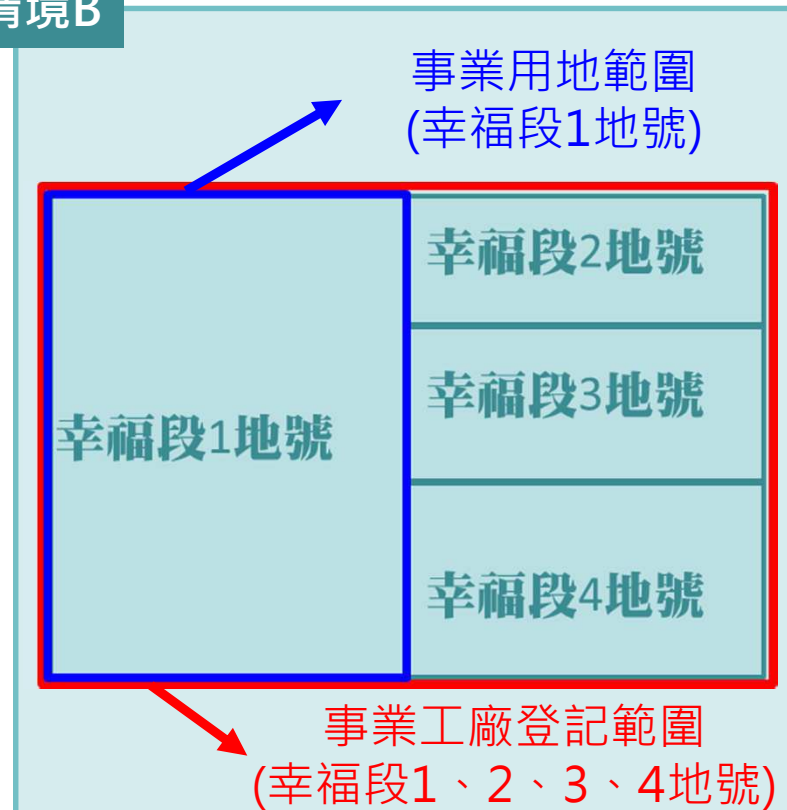 情境B
事業用地範圍
(幸福段1地號)
幸福段2地號
幸福段3地號
幸福段1地號
幸福段4地號
事業工廠登記範圍
(幸福段1、2、3、4地號)